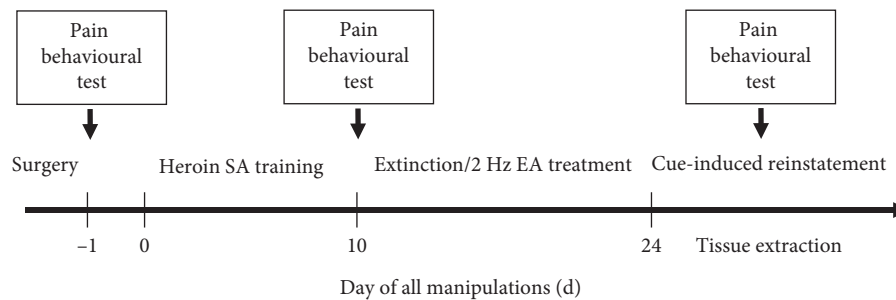 Pain
behavioural
test
Pain
behavioural
test
Pain
behavioural
test
Surgery
Heroin SA training
Extinction/2 Hz EA treatment
Cue-induced reinstatement
–1
0
10
24
Tissue extraction
Day of all manipulations (d)